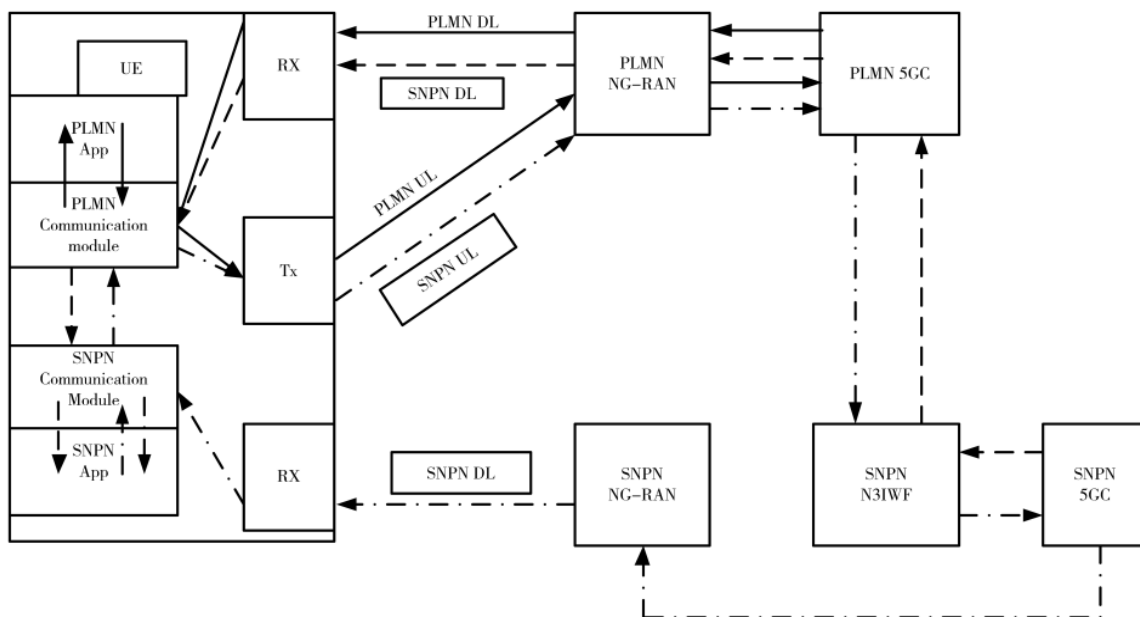 UE
RX
PLMN DL
SNPN DL
PLMN
NG-RAN
PLMN 5GC
PLMN
App
PLMN
Communication
module
Tx
PLMN UL
SNPN UL
SNPN
Communication
Module
SNPN
App
RX
SNPN DL
SNPN
NG-RAN
SNPN
N3IWF
SNPN
5GC